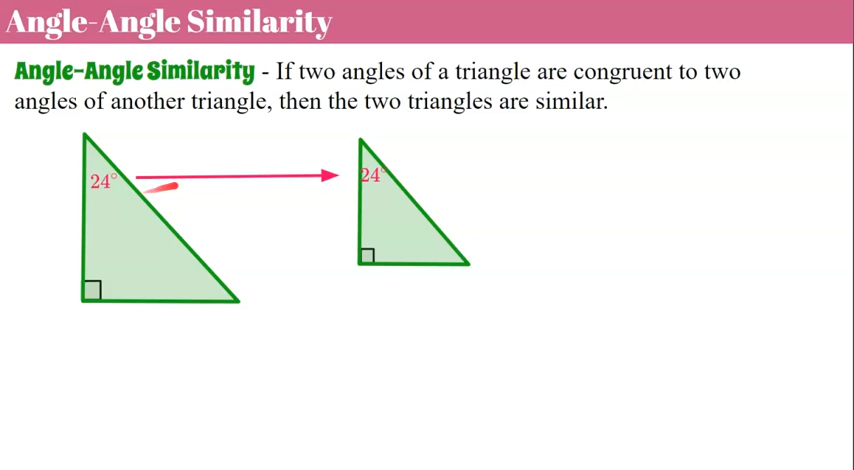 Angle-Angle Similarity
Angle-Angle Similarity - If two angles of a triangle are congruent to two
angles of another triangle, then the two triangles are similar.
24° 24°